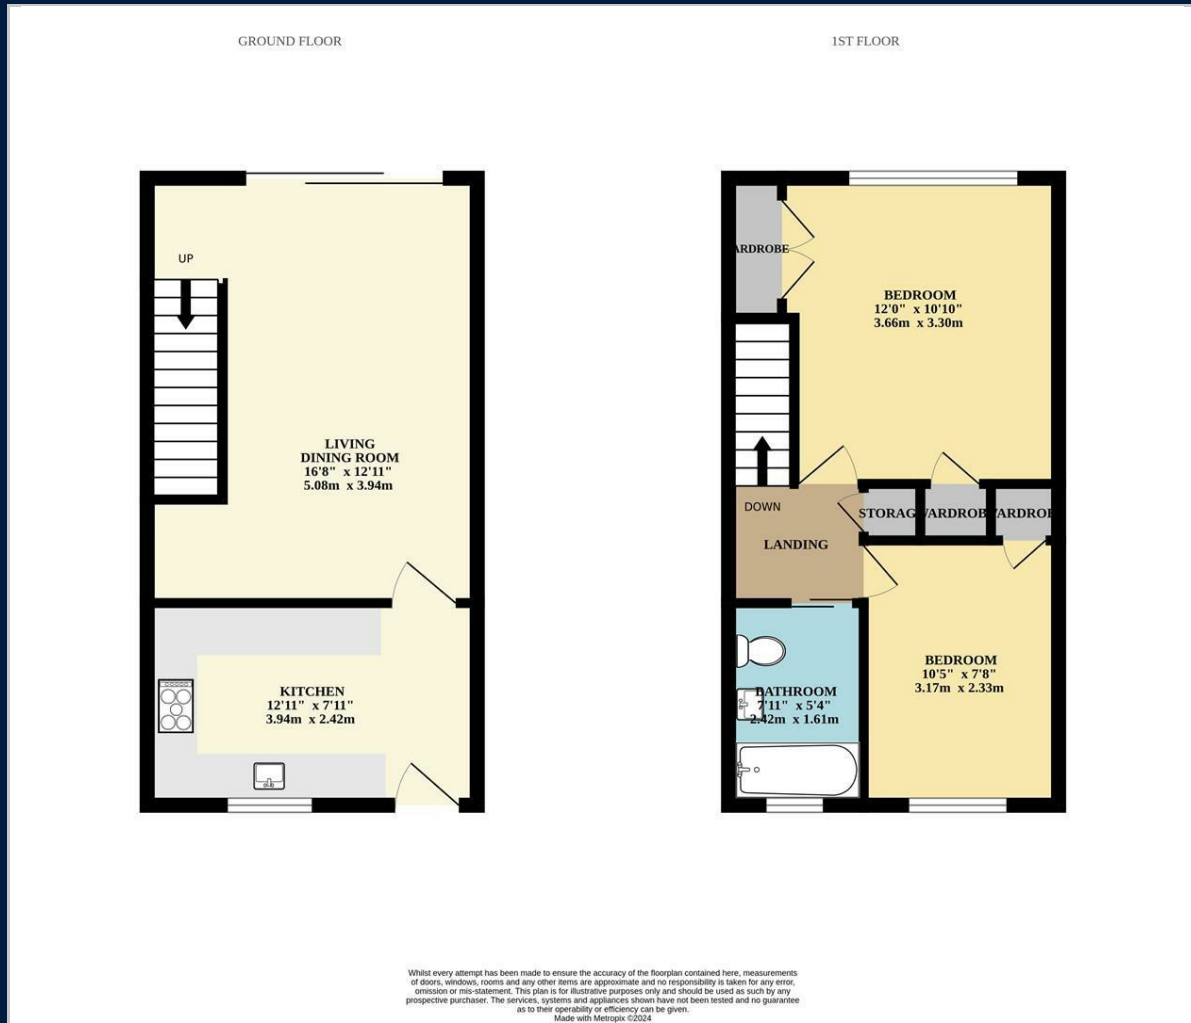 GROUND FLOOR
1ST FLOOR
UP
LIVING
DINING ROOM
16'8" x 12'11"
5.08m x 3.94m
KITCHEN
12'11" x 7'11"
3.94m x 2.42m
ARDROBE
BEDROOM
12'0" x 10'10"
3.66m x 3.30m
DOWN
LANDING
STORAG
WARDROB
ARDROB
BEDROOM
10'5" x 7'8"
3.17m x 2.33m
BATHROOM
7'11" x 5'4"
2.42m x 1.61m
Whilst every attempt has been made to ensure the accuracy of the floorplan contained here, measurements
of doors, windows, rooms and any other items are approximate and no responsibility is taken for any error,
omission or mis-statement. This plan is for illustrative purposes only and should be used as such by any
prospective purchaser. The services, systems and appliances shown have not been tested and no guarantee
as to their operability or efficiency can be given.
Made with Metropix ©2024